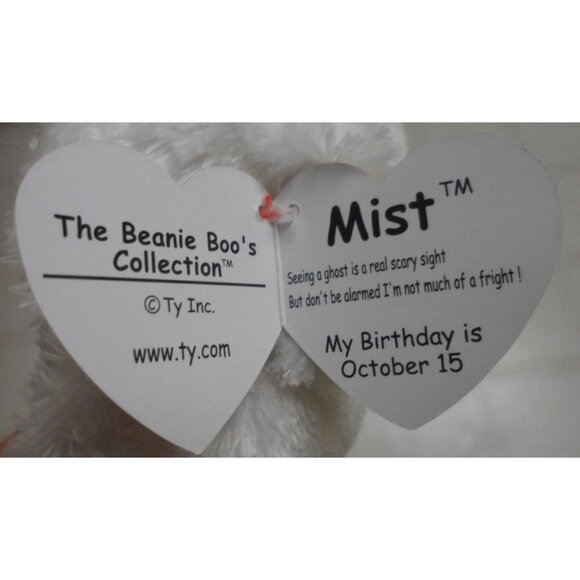 The Beanie Boo's
Collection™
© Ty Inc.
www.ty.com
Mist™
Seeing a ghost is a real scary sight
But don't be alarmed I'm not much of a fright !
My Birthday is
October 15